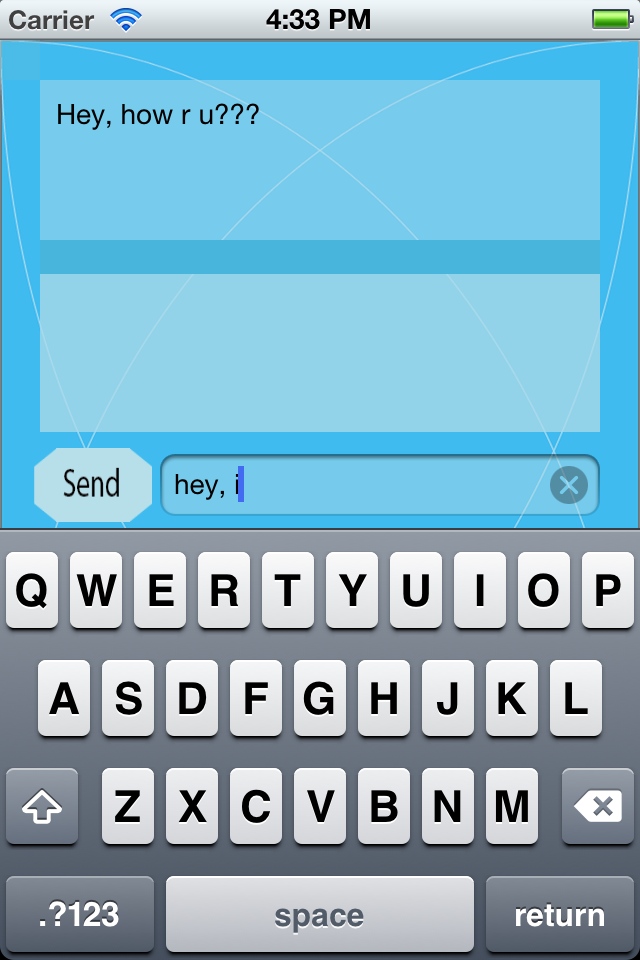 Carrier 4:33 PM
Hey, how r u???
Send hey, i
Q W E R T Y U I O P
A S D F G H J K L
Z X C V B N M
.?123 space return